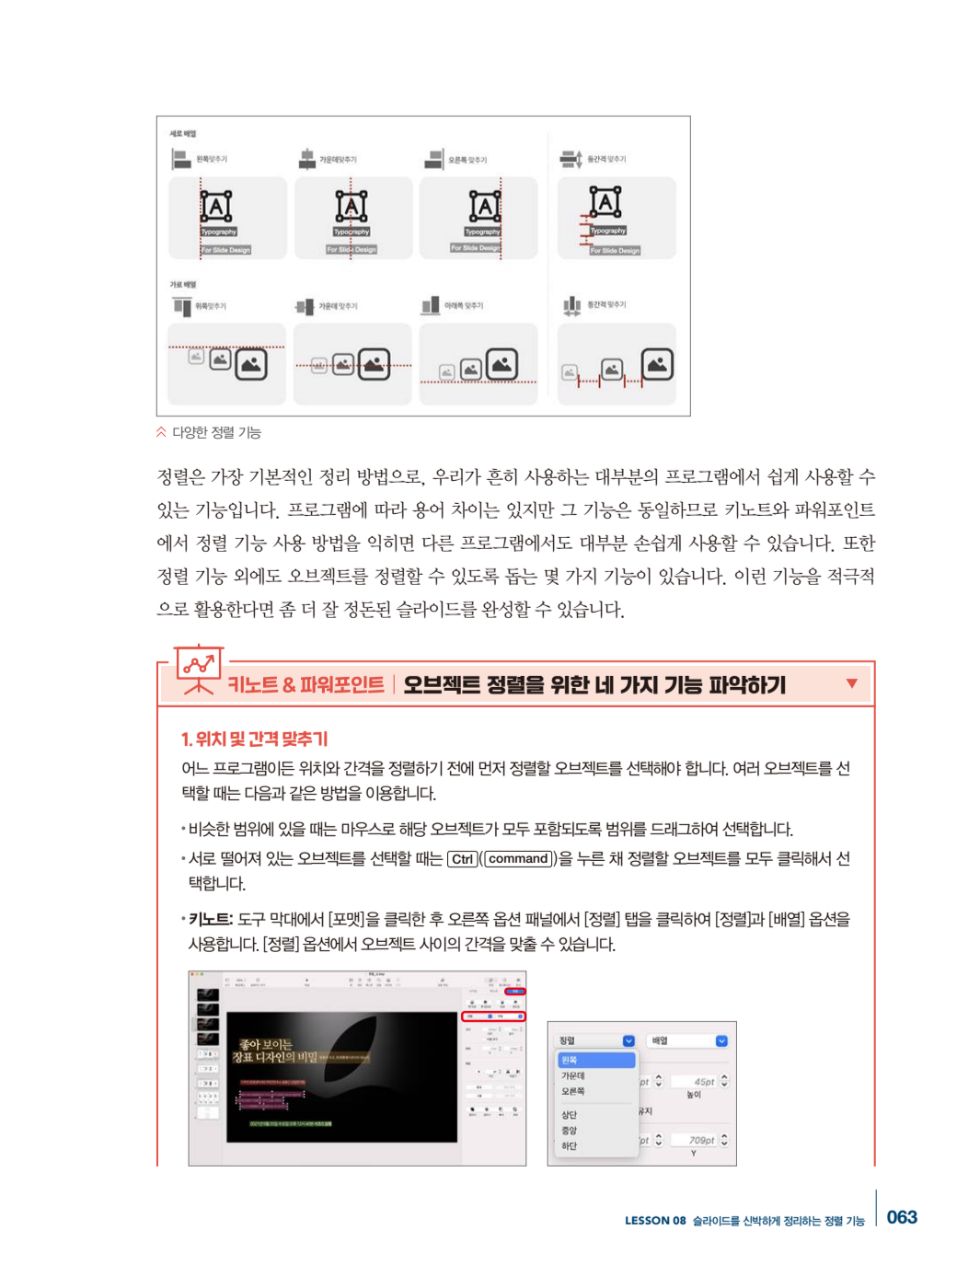 세로 배열
왼쪽맞추기
가운데맞추기
오른쪽 맞추기
등간격 맞추기
A
A
A
A
Typography
Typography
Typography
Typography
For Slide Design
For Slide Design
For Slide Design
For Slide Design
가로 배열
위쪽맞추기
가운데 맞추기
아래쪽 맞추기
등간격 맞추기
다양한 정렬 기능
정렬은 가장 기본적인 정리 방법으로, 우리가 흔히 사용하는 대부분의 프로그램에서 쉽게 사용할 수
있는 기능입니다. 프로그램에 따라 용어 차이는 있지만 그 기능은 동일하므로 키노트와 파워포인트
에서 정렬 기능 사용 방법을 익히면 다른 프로그램에서도 대부분 손쉽게 사용할 수 있습니다. 또한
정렬 기능 외에도 오브젝트를 정렬할 수 있도록 돕는 몇 가지 기능이 있습니다. 이런 기능을 적극적
으로 활용한다면 좀 더 잘 정돈된 슬라이드를 완성할 수 있습니다.
키노트 & 파워포인트 | 오브젝트 정렬을 위한 네 가지 기능 파악하기
1. 위치 및 간격 맞추기
어느 프로그램이든 위치와 간격을 정렬하기 전에 먼저 정렬할 오브젝트를 선택해야 합니다. 여러 오브젝트를 선
택할 때는 다음과 같은 방법을 이용합니다.
• 비슷한 범위에 있을 때는 마우스로 해당 오브젝트가 모두 포함되도록 범위를 드래그하여 선택합니다.
• 서로 떨어져 있는 오브젝트를 선택할 때는 Ctrl(command)을 누른 채 정렬할 오브젝트를 모두 클릭해서 선
택합니다.
• 키노트: 도구 막대에서 [포맷]을 클릭한 후 오른쪽 옵션 패널에서 [정렬] 탭을 클릭하여 [정렬]과 [배열] 옵션을
사용합니다. [정렬] 옵션에서 오브젝트 사이의 간격을 맞출 수 있습니다.
좋아 보이는
장표 디자인의 비밀
정렬
배열
왼쪽
가운데
오른쪽
상단
중앙
하단
pt
45pt
높이
유지
pt
709pt
Y
LESSON 08 슬라이드를 신박하게 정리하는 정렬 기능
063